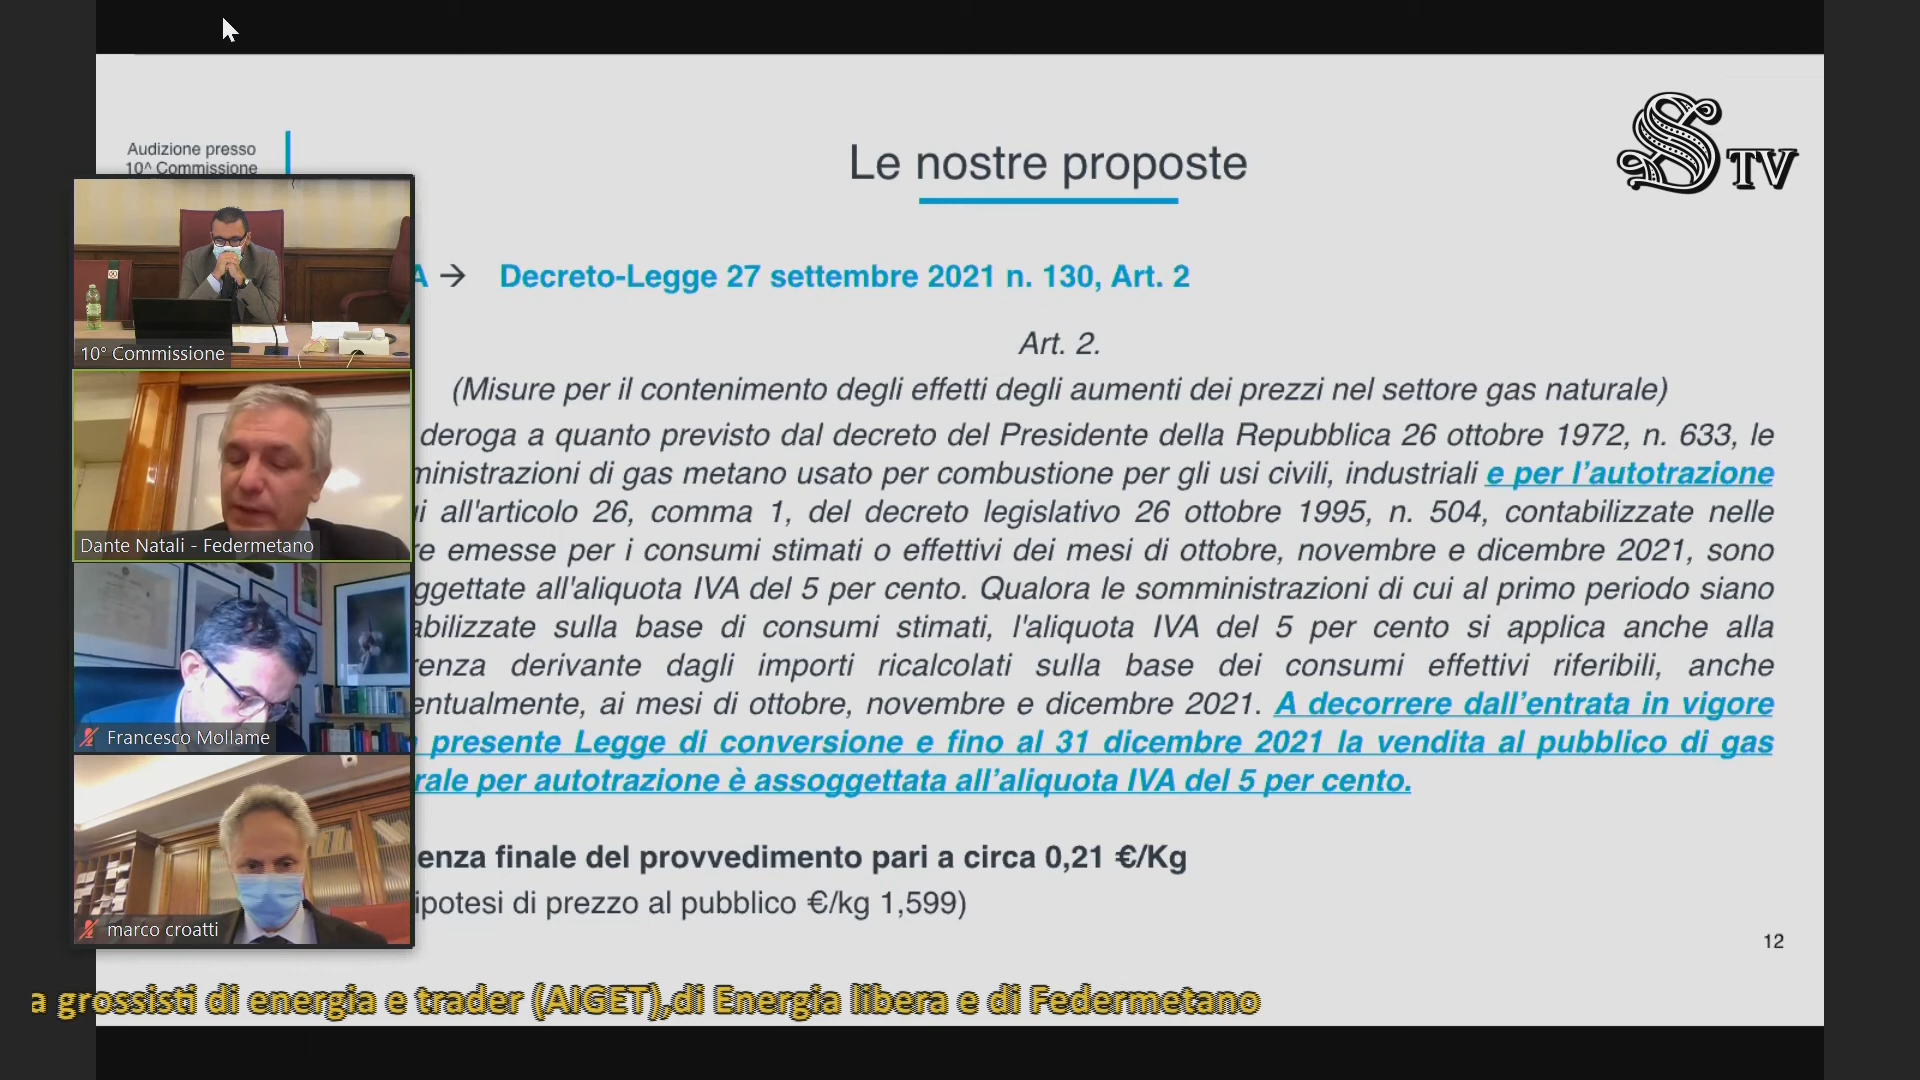 Audizione presso
10^ Commissione
Le nostre proposte
S TV
A → Decreto-Legge 27 settembre 2021 n. 130, Art. 2
Art. 2.
(Misure per il contenimento degli effetti degli aumenti dei prezzi nel settore gas naturale)
deroga a quanto previsto dal decreto del Presidente della Repubblica 26 ottobre 1972, n. 633, le
ministrazioni di gas metano usato per combustione per gli usi civili, industriali e per l'autotrazione
i all'articolo 26, comma 1, del decreto legislativo 26 ottobre 1995, n. 504, contabilizzate nelle
re emesse per i consumi stimati o effettivi dei mesi di ottobre, novembre e dicembre 2021, sono
ggettate all'aliquota IVA del 5 per cento. Qualora le somministrazioni di cui al primo periodo siano
abilizzate sulla base di consumi stimati, l'aliquota IVA del 5 per cento si applica anche alla
renza derivante dagli importi ricalcolati sulla base dei consumi effettivi riferibili, anche
entualmente, ai mesi di ottobre, novembre e dicembre 2021. A decorrere dall'entrata in vigore
presente Legge di conversione e fino al 31 dicembre 2021 la vendita al pubblico di gas
rale per autotrazione è assoggettata all'aliquota IVA del 5 per cento.
enza finale del provvedimento pari a circa 0,21 €/Kg
ipotesi di prezzo al pubblico €/kg 1,599)
12
10° Commissione
Dante Natali - Federmetano
Francesco Mollame
marco croatti
a grossisti di energia e trader (AIGET),di Energia libera e di Federmetano